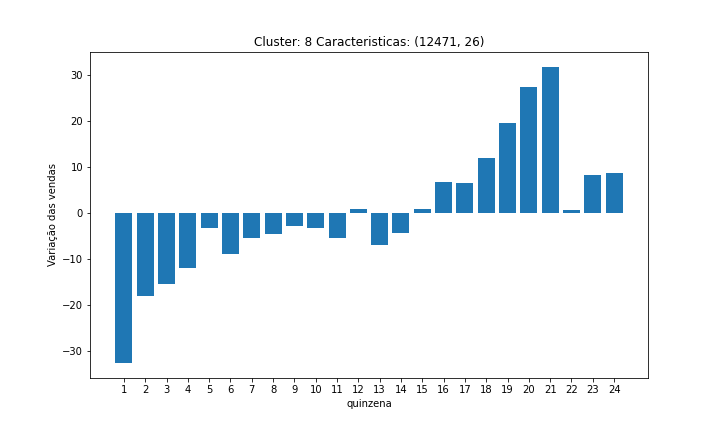 Cluster: 8 Caracteristicas: (12471, 26)
30
20
10
0
−10
−20
−30
Variação das vendas
1 2 3 4 5 6 7 8 9 10 11 12 13 14 15 16 17 18 19 20 21 22 23 24
quinzena